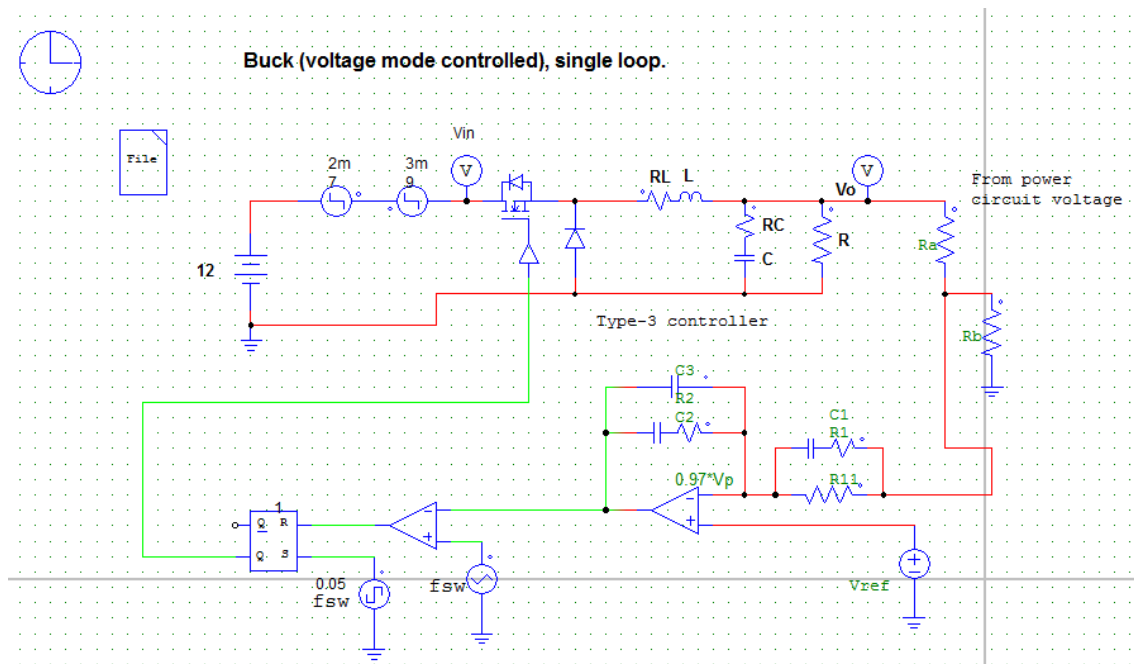 Buck (voltage mode controlled), single loop.
File
2m
7
3m
9
Vin
V
RL L
V
Vo
From power
circuit voltage
RC
R
C
Ra
12
Rb
Type-3 controller
C3
R2
C2
C1
R1
R11
0.97*Vp
-
+
1
Q R
Q S
-
+
+
-
Vref
0.05
fsw
fsw